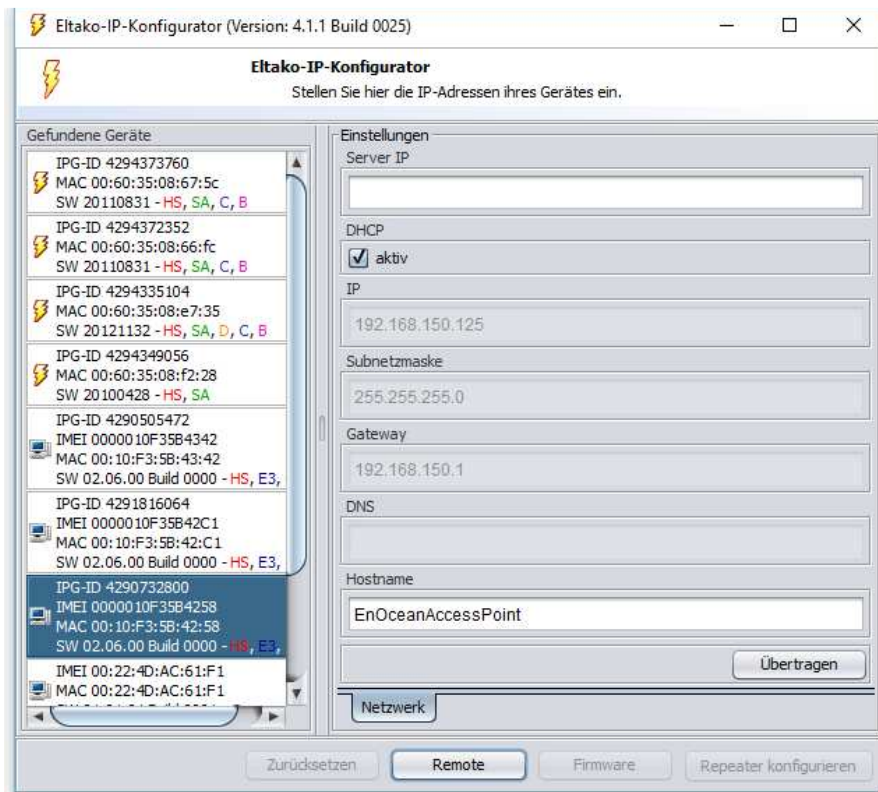 Eltako-IP-Konfigurator (Version: 4.1.1 Build 0025)
Eltako-IP-Konfigurator
Stellen Sie hier die IP-Adressen ihres Gerätes ein.
Gefundene Geräte
IPG-ID 4294373760
MAC 00:60:35:08:67:5c
SW 20110831 - HS, SA, C, B
IPG-ID 4294372352
MAC 00:60:35:08:66:fc
SW 20110831 - HS, SA, C, B
IPG-ID 4294335104
MAC 00:60:35:08:e7:35
SW 20121132 - HS, SA, D, C, B
IPG-ID 4294349056
MAC 00:60:35:08:f2:28
SW 20100428 - HS, SA
IPG-ID 4290505472
IMEI 0000010F35B4342
MAC 00:10:F3:5B:43:42
SW 02.06.00 Build 0000 - HS, E3,
IPG-ID 4291816064
IMEI 0000010F35B42C1
MAC 00:10:F3:5B:42:C1
SW 02.06.00 Build 0000 - HS, E3,
IPG-ID 4290732800
IMEI 0000010F35B4258
MAC 00:10:F3:5B:42:58
SW 02.06.00 Build 0000 - HS, E3,
IMEI 00:22:4D:AC:61:F1
MAC 00:22:4D:AC:61:F1
Einstellungen
Server IP
DHCP
aktiv
IP
192.168.150.125
Subnetzmaske
255.255.255.0
Gateway
192.168.150.1
DNS
Hostname
EnOceanAccessPoint
Übertragen
Netzwerk
Zurücksetzen
Remote
Firmware
Repeater konfigurieren